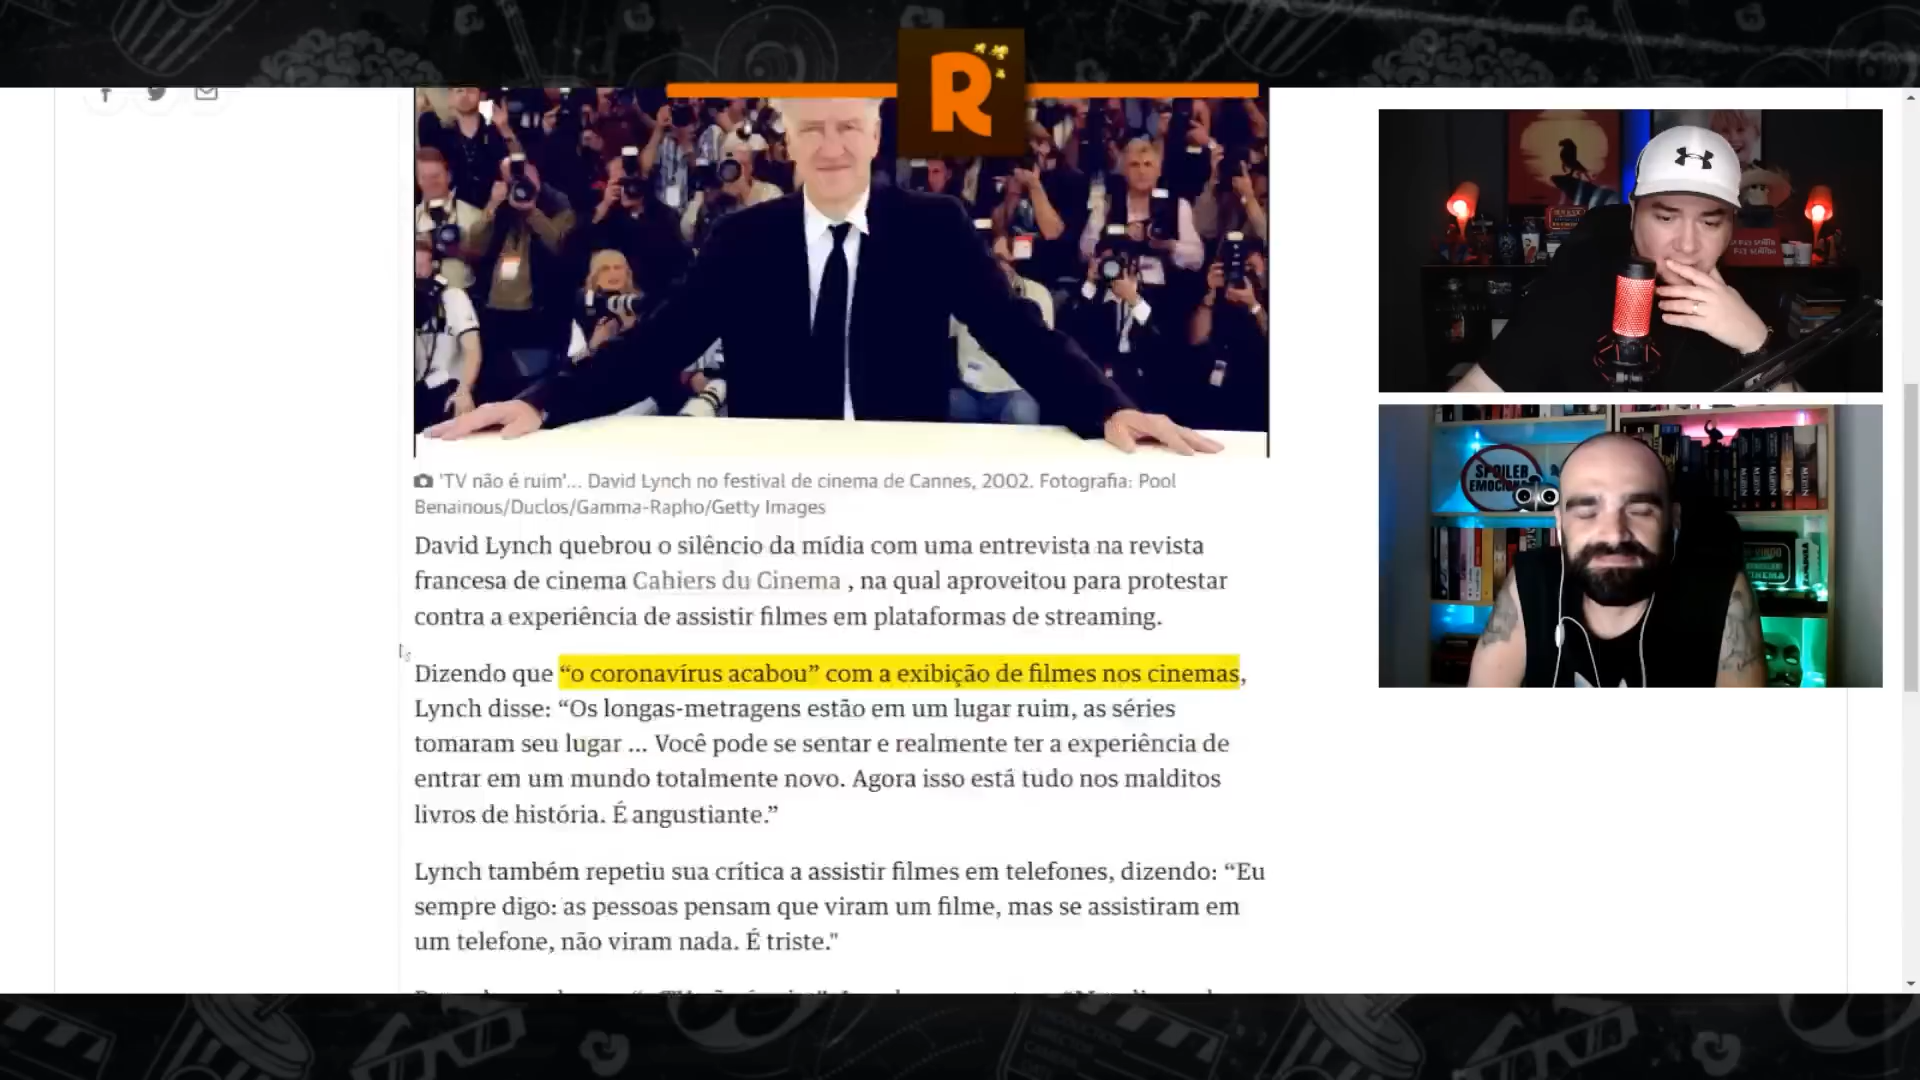 R
'TV não é ruim'... David Lynch no festival de cinema de Cannes, 2002. Fotografia: Pool
Benainous/Duclos/Gamma-Rapho/Getty Images
David Lynch quebrou o silêncio da mídia com uma entrevista na revista
francesa de cinema Cahiers du Cinema , na qual aproveitou para protestar
contra a experiência de assistir filmes em plataformas de streaming.
Dizendo que “o coronavírus acabou” com a exibição de filmes nos cinemas,
Lynch disse: “Os longas-metragens estão em um lugar ruim, as séries
tomaram seu lugar ... Você pode se sentar e realmente ter a experiência de
entrar em um mundo totalmente novo. Agora isso está tudo nos malditos
livros de história. É angustiante.”
Lynch também repetiu sua crítica a assistir filmes em telefones, dizendo: “Eu
sempre digo: as pessoas pensam que viram um filme, mas se assistiram em
um telefone, não viram nada. É triste."
SPOILER
CINEMA